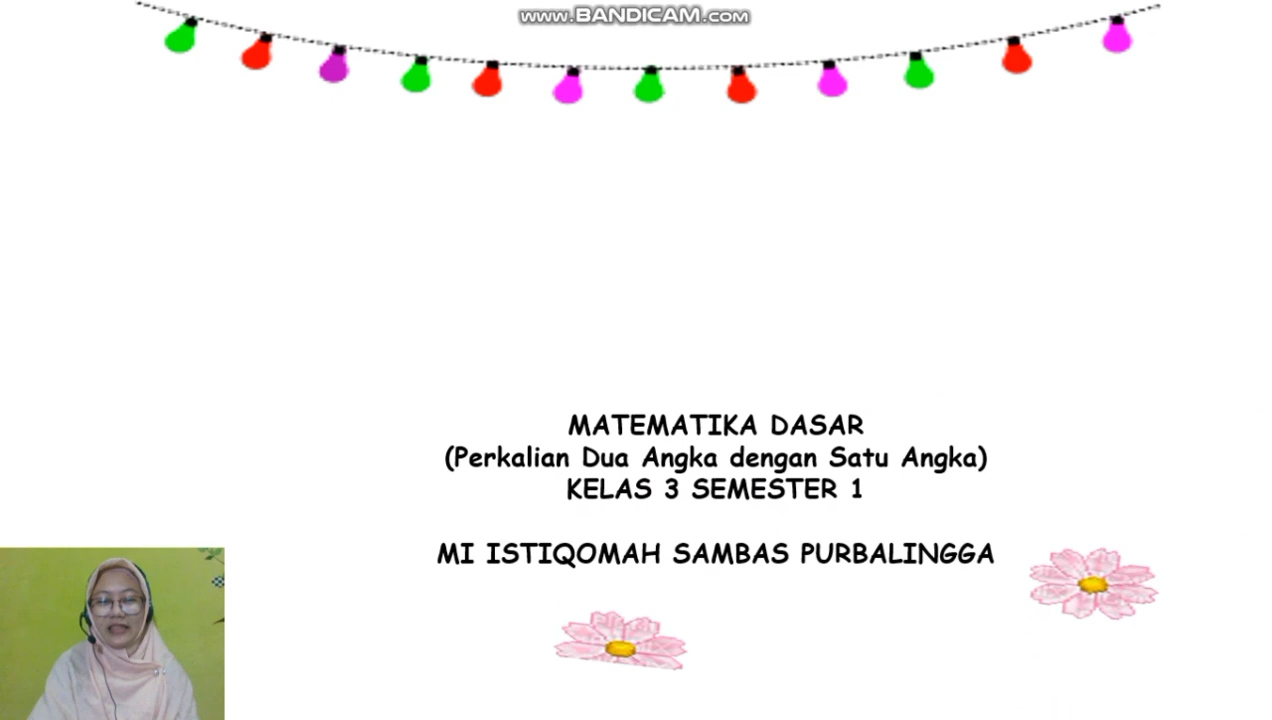 www.BANDICAM.com
MATEMATIKA DASAR
(Perkalian Dua Angka dengan Satu Angka)
KELAS 3 SEMESTER 1
MI ISTIQOMAH SAMBAS PURBALINGGA